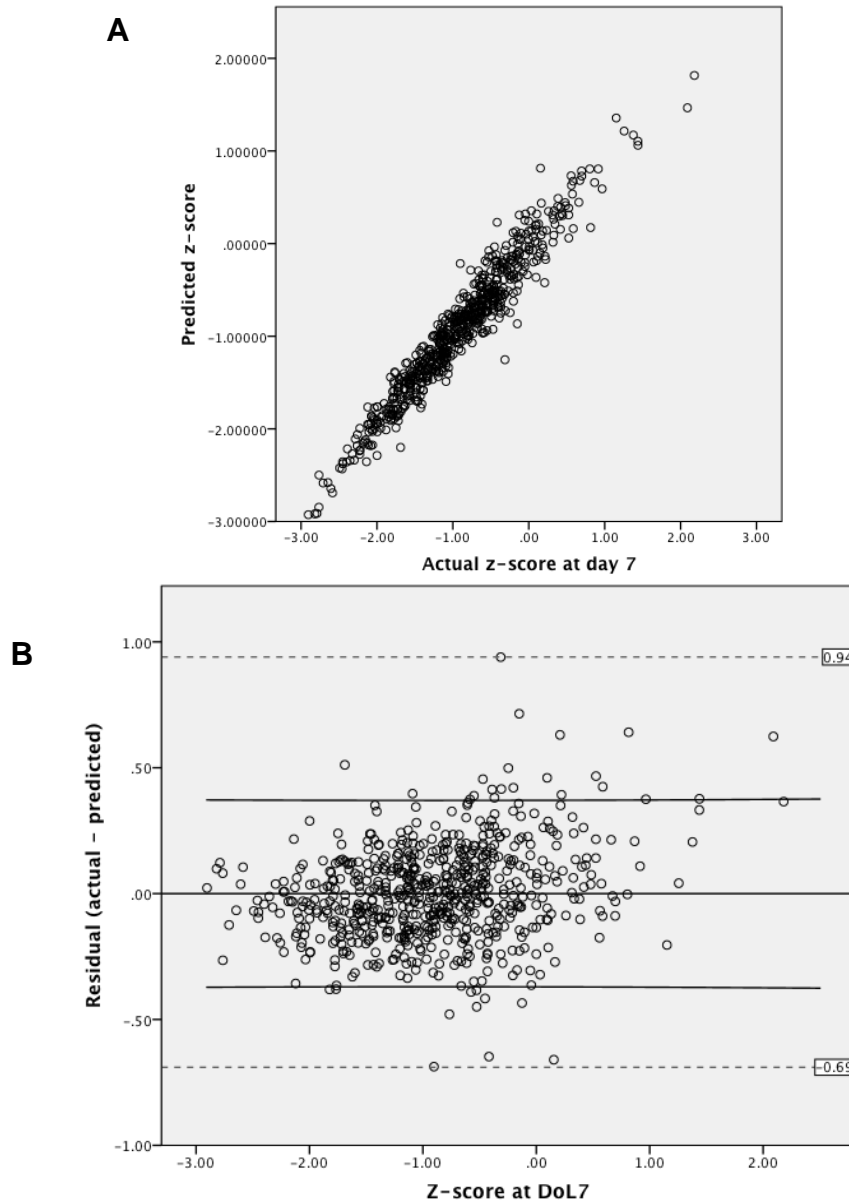 A
2.00000
1.00000
.00000
-1.00000
-2.00000
-3.00000
Predicted z-score
-3.00 -2.00 -1.00 .00 1.00 2.00 3.00
Actual z-score at day 7
B
1.00
.50
.00
-.50
-1.00
Residual (actual - predicted)
0.94
-0.69
-3.00 -2.00 -1.00 .00 1.00 2.00
Z-score at DoL7